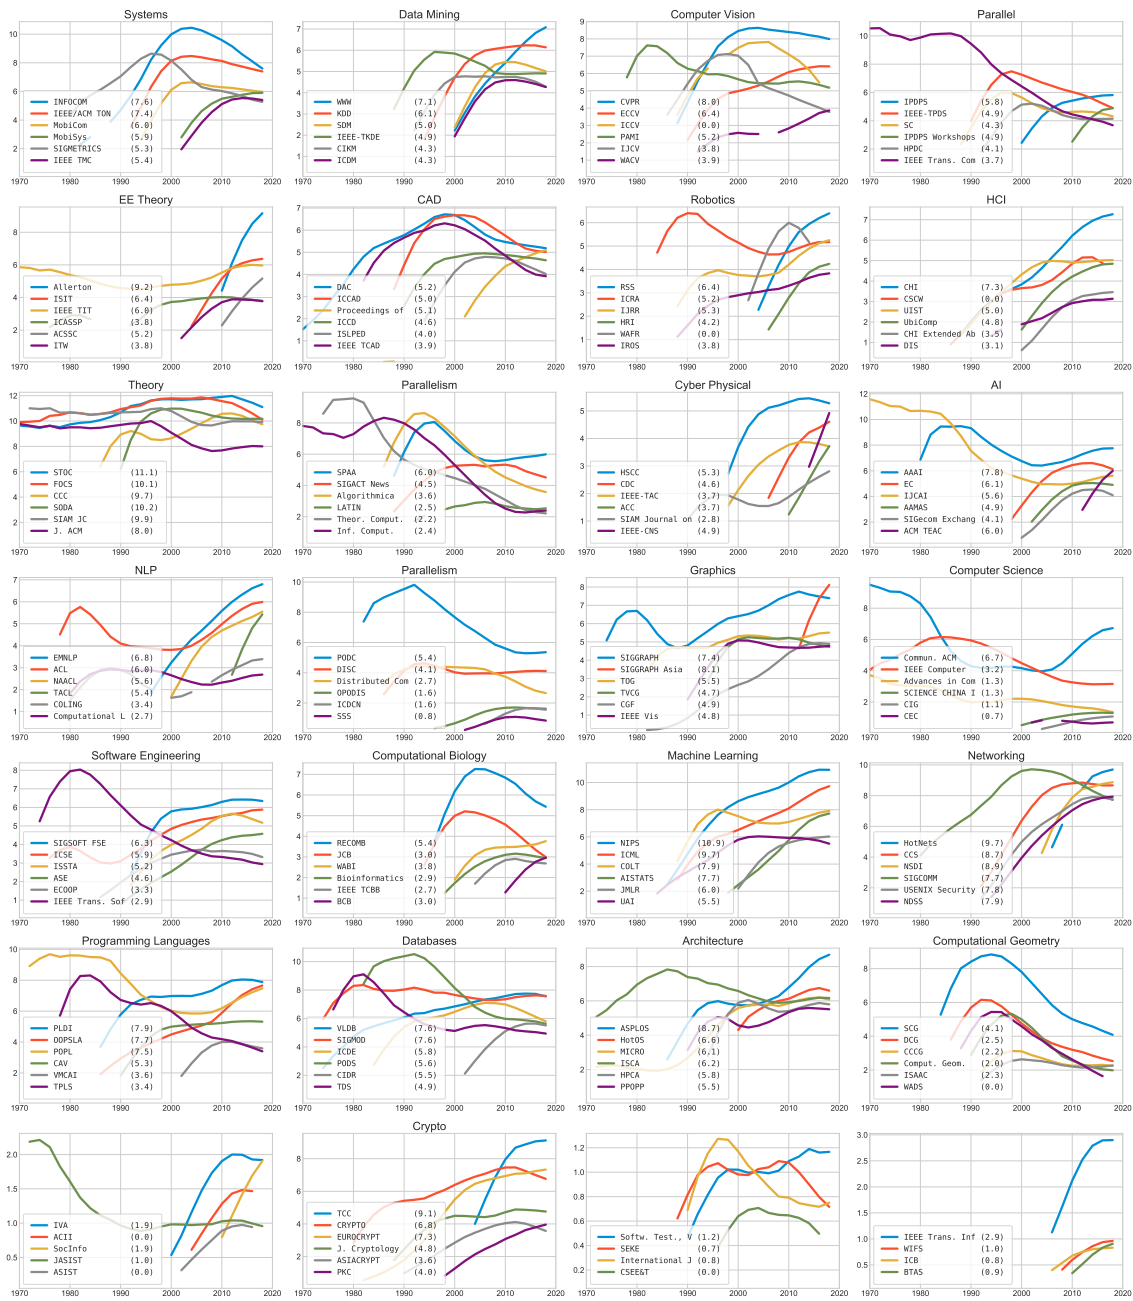 Systems
INFOCOM (7.6)
IEEE/ACM TON (7.4)
MobiCom (6.0)
MobiSys (5.9)
SIGMETRICS (5.3)
IEEE TMC (5.4)
Data Mining
WWW (7.1)
KDD (6.1)
SDM (5.0)
IEEE-TKDE (4.9)
CIKM (4.3)
ICDM (4.3)
Computer Vision
CVPR (8.0)
ECCV (6.4)
ICCV (0.0)
PAMI (5.2)
IJCV (3.8)
WACV (3.9)
Parallel
IPDPS (5.8)
IEEE-TPDS (4.9)
SC (4.3)
IPDPS Workshops (4.9)
HPDC (4.1)
IEEE Trans. Com (3.7)
EE Theory
Allerton (9.2)
ISIT (6.4)
IEEE TIT (6.0)
ICASSP (3.8)
ACSSC (5.2)
ITW (3.8)
CAD
DAC (5.2)
ICCAD (5.0)
Proceedings of (5.1)
ICCD (4.6)
ISLPED (4.0)
IEEE TCAD (3.9)
Robotics
RSS (6.4)
ICRA (5.2)
IJRR (5.3)
HRI (4.2)
WAFR (0.0)
IROS (3.8)
HCI
CHI (7.3)
CSCW (0.0)
UIST (5.0)
UbiComp (4.8)
CHI Extended Ab (3.5)
DIS (3.1)
Theory
STOC (11.1)
FOCS (10.1)
CCC (9.7)
SODA (10.2)
SIAM JC (9.9)
J. ACM (8.0)
Parallelism
SPAA (6.0)
SIGACT News (4.5)
Algorithmica (3.6)
LATIN (2.5)
Theor. Comput. (2.2)
Inf. Comput. (2.4)
Cyber Physical
HSCC (5.3)
CDC (4.6)
IEEE-TAC (3.7)
ACC (3.7)
SIAM Journal on (2.8)
IEEE-CNS (4.9)
AI
AAAI (7.8)
EC (6.1)
IJCAI (5.6)
AAMAS (4.9)
SIGecom Exchang (4.1)
ACM TEAC (6.0)
NLP
EMNLP (6.8)
ACL (6.0)
NAACL (5.6)
TACL (5.4)
COLING (3.4)
Computational L (2.7)
Parallelism
PODC (5.4)
DISC (4.1)
Distributed Com (2.7)
OPODIS (1.6)
ICDCN (1.6)
SSS (0.8)
Graphics
SIGGRAPH (7.4)
SIGGRAPH Asia (8.1)
TOG (5.5)
TVCG (4.7)
CGF (4.9)
IEEE Vis (4.8)
Computer Science
Commun. ACM (6.7)
IEEE Computer (3.2)
Advances in Com (1.3)
SCIENCE CHINA I (1.3)
CIG (1.1)
CEC (0.7)
Software Engineering
SIGSOFT FSE (6.3)
ICSE (5.9)
ISSTA (5.2)
ASE (4.6)
ECOOP (3.3)
IEEE Trans. Sof (2.9)
Computational Biology
RECOMB (5.4)
JCB (3.0)
WABI (3.8)
Bioinformatics (2.9)
IEEE TCBB (2.7)
BCB (3.0)
Machine Learning
NIPS (10.9)
ICML (9.7)
COLT (7.9)
AISTATS (7.7)
JMLR (6.0)
UAI (5.5)
Networking
HotNets (9.7)
CCS (8.7)
NSDI (8.9)
SIGCOMM (7.7)
USENIX Security (7.8)
NDSS (7.9)
Programming Languages
PLDI (7.9)
OOPSLA (7.7)
POPL (7.5)
CAV (5.3)
VMCAI (3.6)
TPLS (3.4)
Databases
VLDB (7.6)
SIGMOD (7.6)
ICDE (5.8)
PODS (5.6)
CIDR (5.5)
TDS (4.9)
Architecture
ASPLOS (8.7)
HotOS (6.6)
MICRO (6.1)
ISCA (6.2)
HPCA (5.8)
PPOPP (5.5)
Computational Geometry
SCG (4.1)
DCG (2.5)
CCCG (2.2)
Comput. Geom. (2.0)
ISAAC (2.3)
WADS (0.0)
IVA (1.9)
ACII (0.0)
SocInfo (1.9)
JASIST (1.0)
ASIST (0.0)
Crypto
TCC (9.1)
CRYPTO (6.8)
EUROCRYPT (7.3)
J. Cryptology (4.8)
ASIACRYPT (3.6)
PKC (4.0)
Softw. Test., V (1.2)
SEKE (0.7)
International J (0.8)
CSEE&T (0.0)
IEEE Trans. Inf (2.9)
WIFS (1.0)
ICB (0.8)
BTAS (0.9)